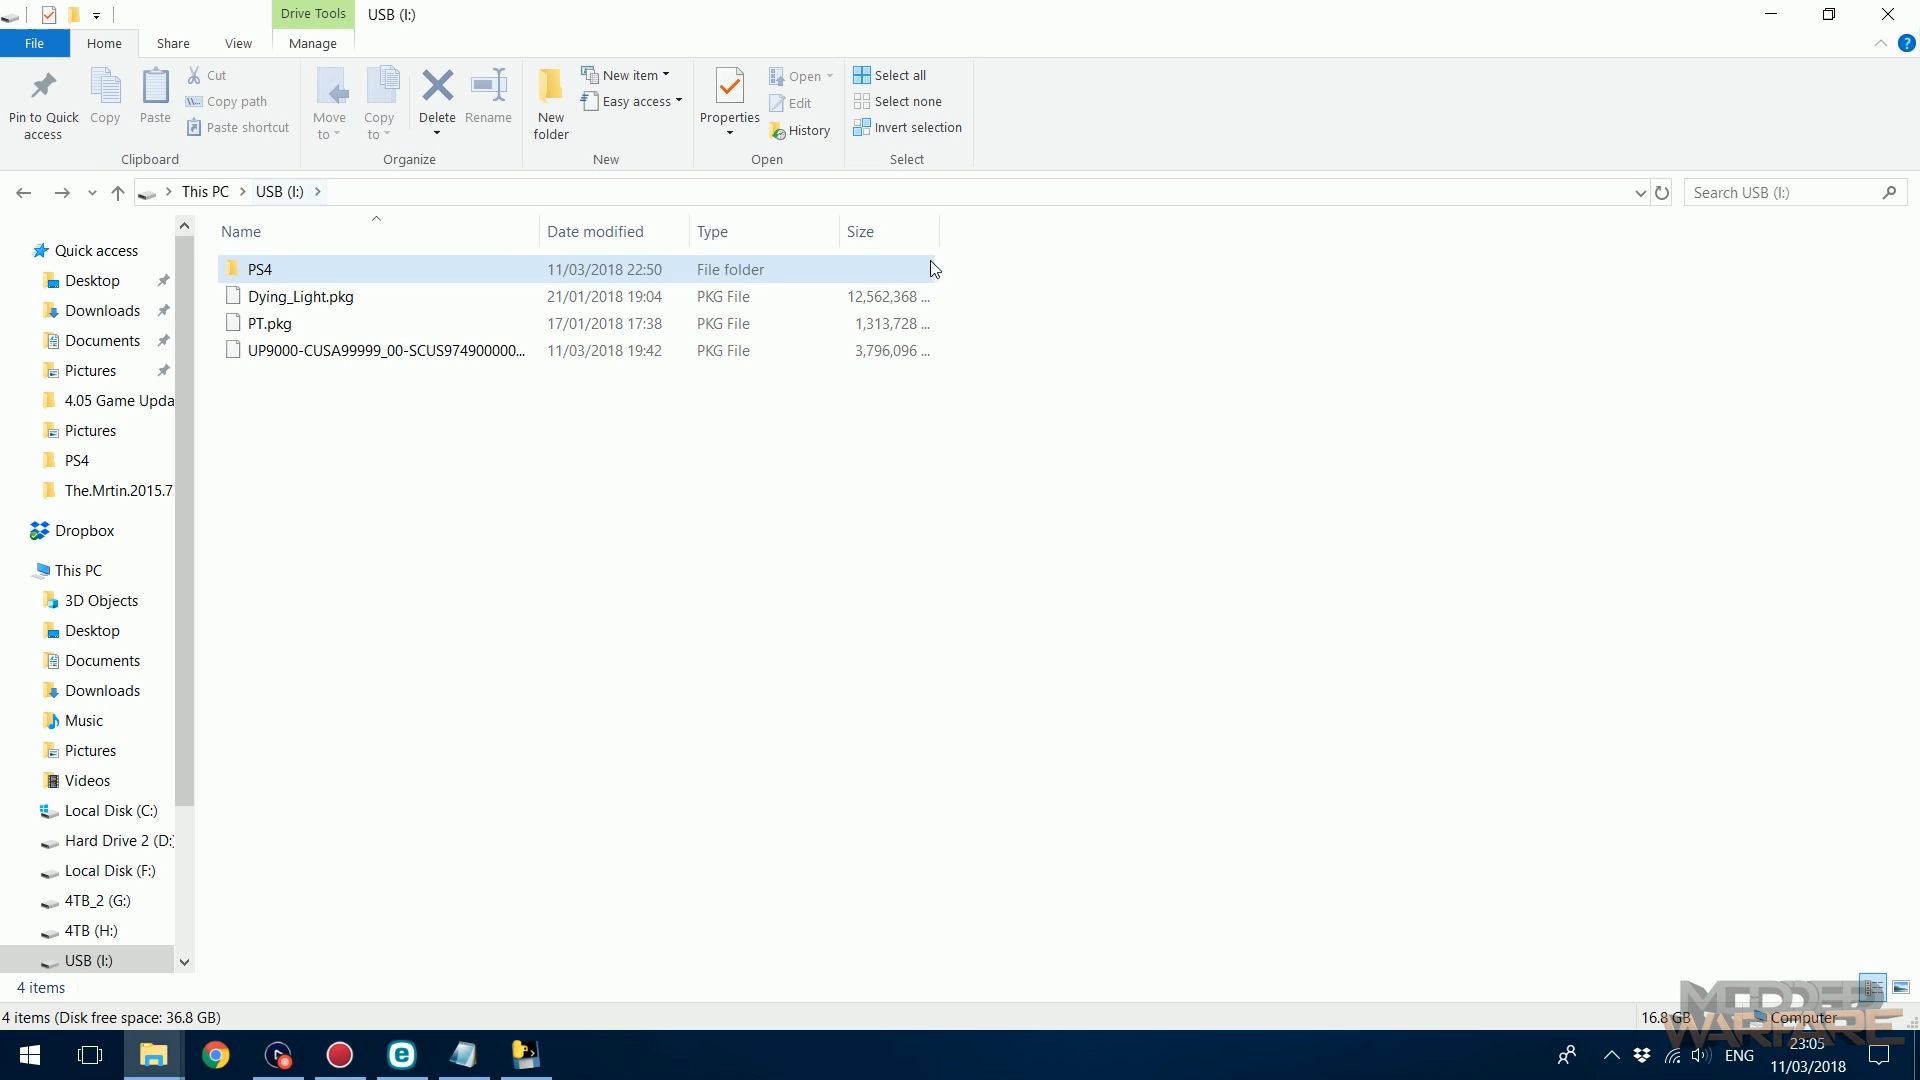 Drive Tools
USB (I:)
File
Home
Share
View
Manage
Pin to Quick access
Copy
Paste
Cut
Copy path
Paste shortcut
Clipboard
Move to
Copy to
Delete
Rename
Organize
New folder
New item
Easy access
New
Properties
Open
Edit
History
Open
Select all
Select none
Invert selection
Select
This PC
USB (I:)
Search USB (I:)
Name
Date modified
Type
Size
PS4 11/03/2018 22:50 File folder
Dying_Light.pkg 21/01/2018 19:04 PKG File 12,562,368 ...
PT.pkg 17/01/2018 17:38 PKG File 1,313,728 ...
UP9000-CUSA99999_00-SCUS974900000... 11/03/2018 19:42 PKG File 3,796,096 ...
Quick access
Desktop
Downloads
Documents
Pictures
4.05 Game Upda
Pictures
PS4
The.Mrtin.2015.7
Dropbox
This PC
3D Objects
Desktop
Documents
Downloads
Music
Pictures
Videos
Local Disk (C:)
Hard Drive 2 (D:)
Local Disk (F:)
4TB_2 (G:)
4TB (H:)
USB (I:)
4 items
4 items (Disk free space: 36.8 GB)
16.8 GB
Computer
MODDED
WARFARE
ENG
23:05
11/03/2018